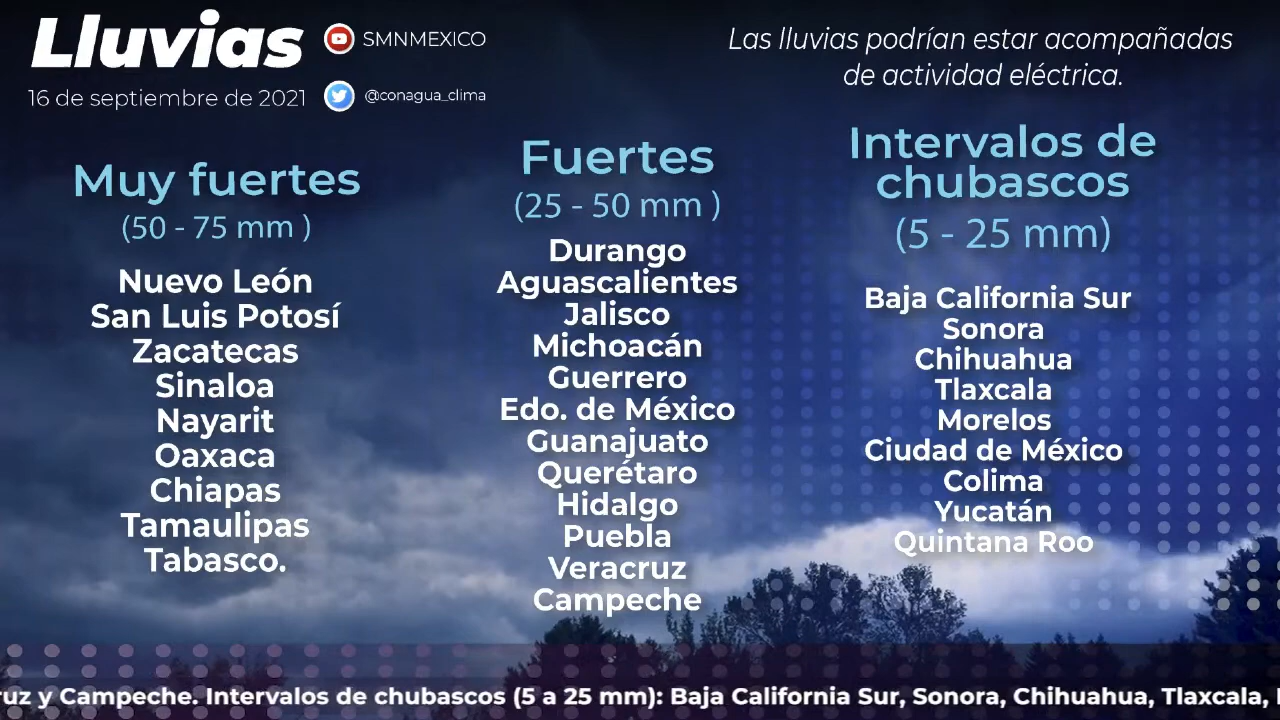 Lluvias
16 de septiembre de 2021
SMNMEXICO
@conagua_clima
Las lluvias podrían estar acompañadas
de actividad eléctrica.
Muy fuertes
(50 - 75 mm )
Nuevo León
San Luis Potosí
Zacatecas
Sinaloa
Nayarit
Oaxaca
Chiapas
Tamaulipas
Tabasco.
Fuertes
(25 - 50 mm )
Durango
Aguascalientes
Jalisco
Michoacán
Guerrero
Edo. de México
Guanajuato
Querétaro
Hidalgo
Puebla
Veracruz
Campeche
Intervalos de
chubascos
(5 - 25 mm)
Baja California Sur
Sonora
Chihuahua
Tlaxcala
Morelos
Ciudad de México
Colima
Yucatán
Quintana Roo
ruz y Campeche. Intervalos de chubascos (5 a 25 mm): Baja California Sur, Sonora, Chihuahua, Tlaxcala,